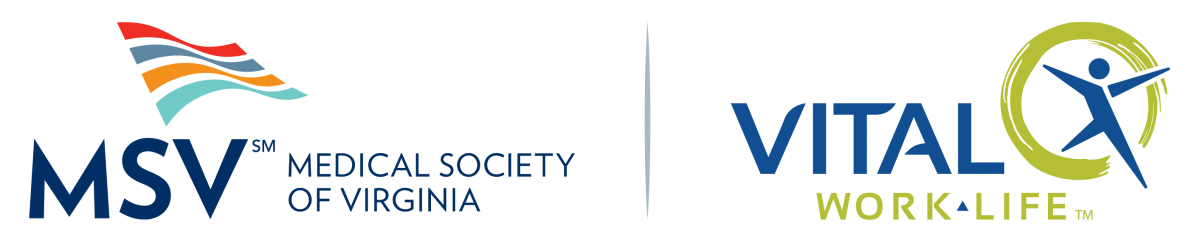 MSV℠
MEDICAL SOCIETY
OF VIRGINIA
VITAL
WORK▲LIFE™